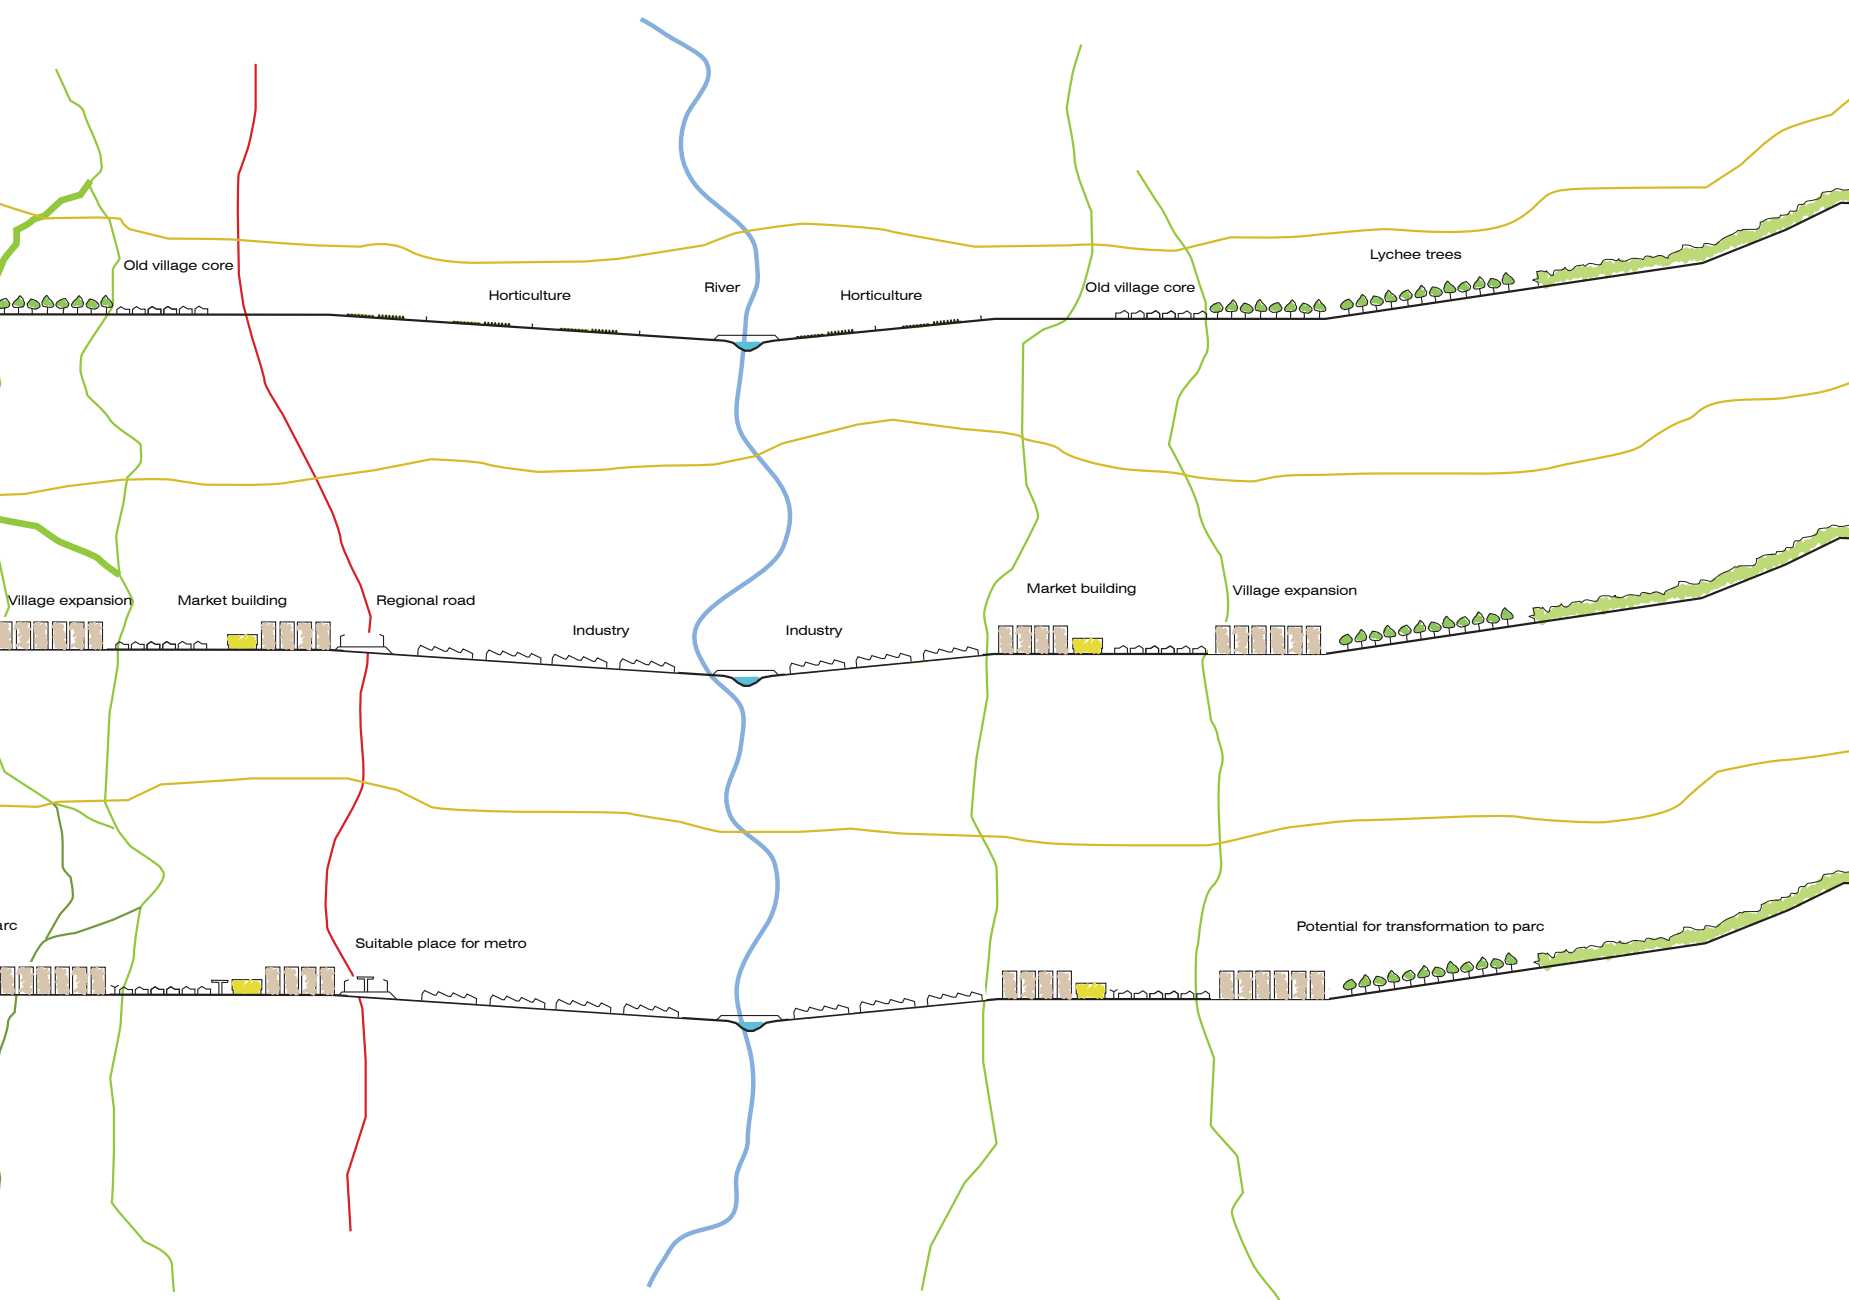 Lychee trees
Old village core
River
Old village core
Horticulture
Horticulture
Market building
Village expansion
Village expansion
Market building
Regional road
Industry
Industry
arc
Potential for transformation to parc
Suitable place for metro